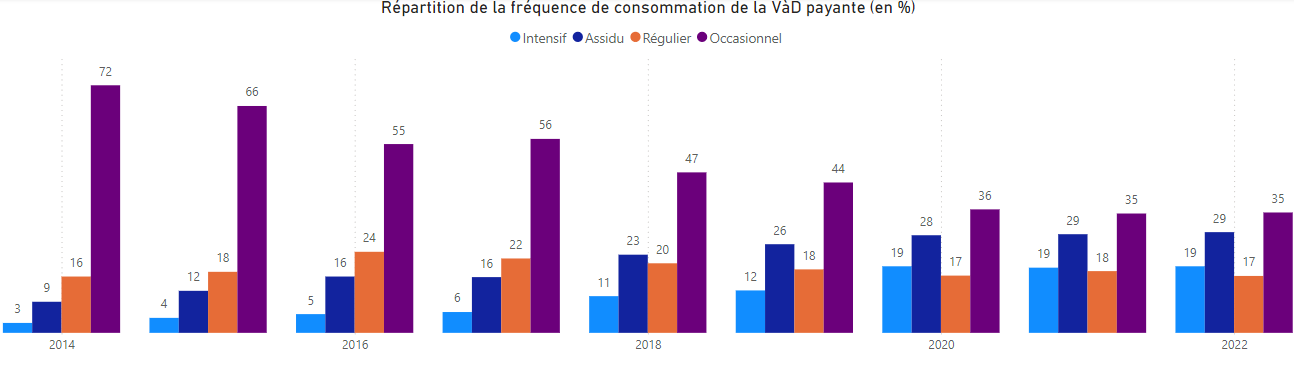 Répartition de la fréquence de consommation de la VàD payante (en %)
Intensif Assidu Régulier Occasionnel
3 9 16 72
4 12 18 66
5 16 24 55
6 16 22 56
11 23 20 47
12 26 18 44
19 28 17 36
19 29 18 35
19 29 17 35
2014 2016 2018 2020 2022